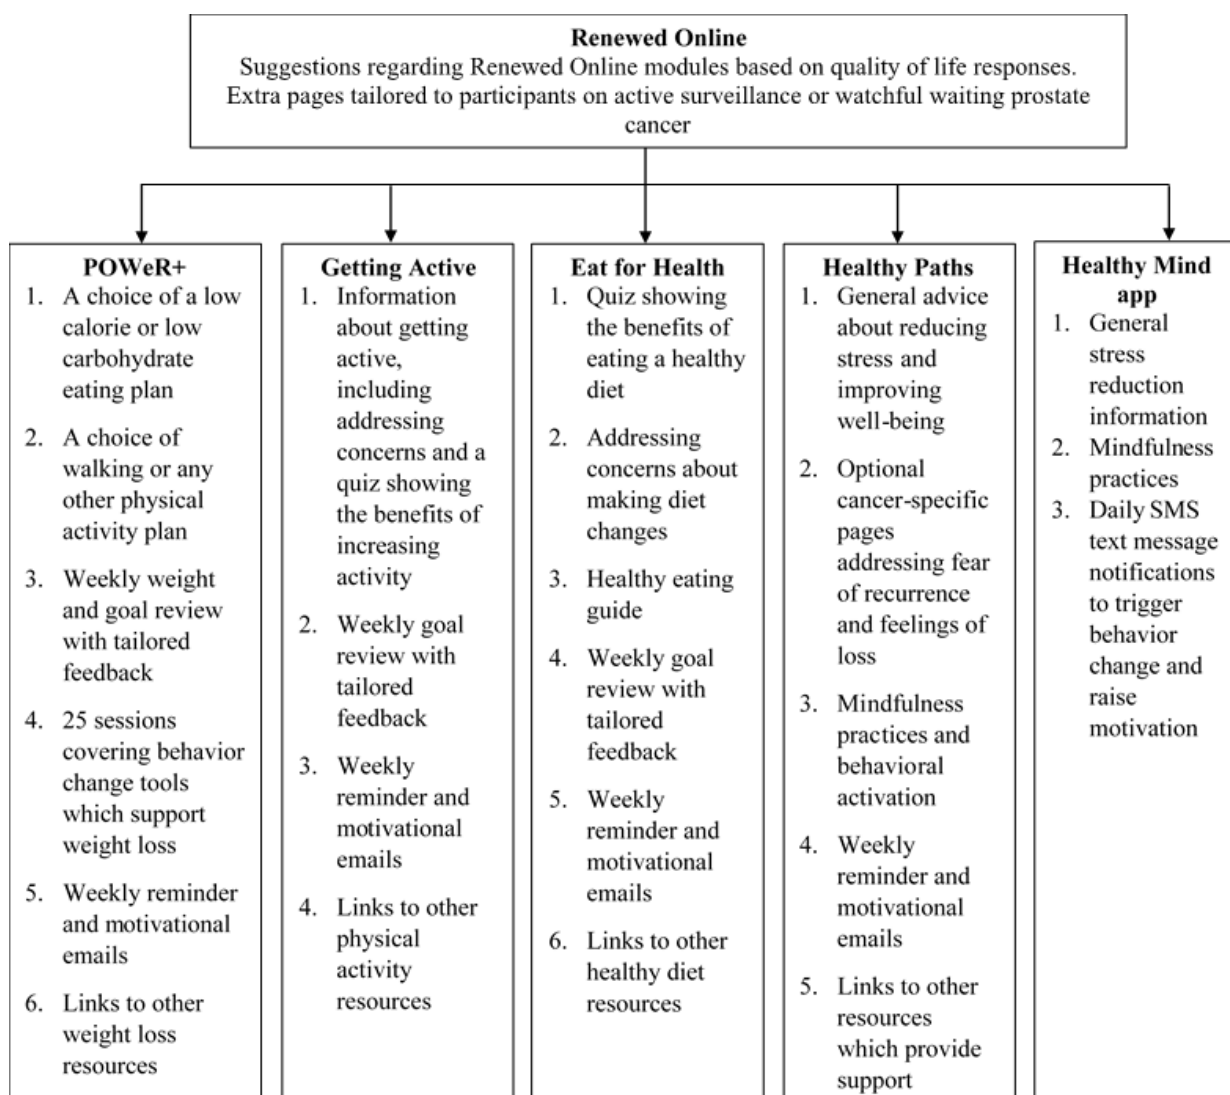 Renewed Online
Suggestions regarding Renewed Online modules based on quality of life responses.
Extra pages tailored to participants on active surveillance or watchful waiting prostate
cancer
POWeR+
1. A choice of a low
calorie or low
carbohydrate
eating plan
2. A choice of
walking or any
other physical
activity plan
3. Weekly weight
and goal review
with tailored
feedback
4. 25 sessions
covering behavior
change tools
which support
weight loss
5. Weekly reminder
and motivational
emails
6. Links to other
weight loss
resources
Getting Active
1. Information
about getting
active,
including
addressing
concerns and a
quiz showing
the benefits of
increasing
activity
2. Weekly goal
review with
tailored
feedback
3. Weekly
reminder and
motivational
emails
4. Links to other
physical
activity
resources
Eat for Health
1. Quiz showing
the benefits of
eating a healthy
diet
2. Addressing
concerns about
making diet
changes
3. Healthy eating
guide
4. Weekly goal
review with
tailored
feedback
5. Weekly
reminder and
motivational
emails
6. Links to other
healthy diet
resources
Healthy Paths
1. General advice
about reducing
stress and
improving
well-being
2. Optional
cancer-specific
pages
addressing fear
of recurrence
and feelings of
loss
3. Mindfulness
practices and
behavioral
activation
4. Weekly
reminder and
motivational
emails
5. Links to other
resources
which provide
support
Healthy Mind
app
1. General
stress
reduction
information
2. Mindfulness
practices
3. Daily SMS
text message
notifications
to trigger
behavior
change and
raise
motivation